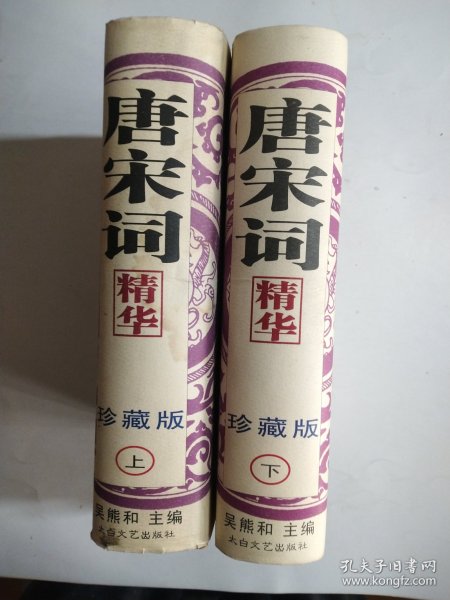 唐宋词
精华
珍藏版
上
吴熊和 主编
太白文艺出版社
唐宋词
精华
珍藏版
下
吴熊和 主编
太白文艺出版社
孔夫子旧书网
www.kongfz.com